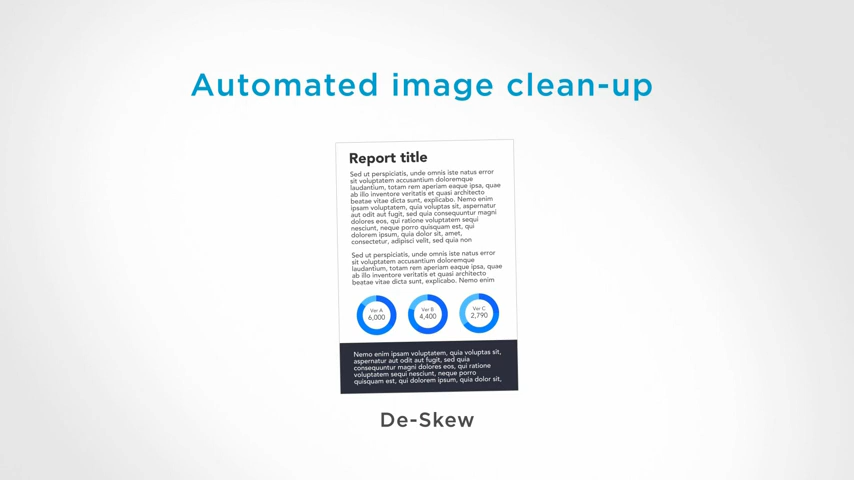 Automated image clean-up
Report title
Sed ut perspiciatis, unde omnis iste natus error
sit voluptatem accusantium doloremque
laudantium, totam rem aperiam eaque ipsa, quae
ab illo inventore veritatis et quasi architecto
beatae vitae dicta sunt, explicabo. Nemo enim
ipsam voluptatem, quia voluptas sit, aspernatur
aut odit aut fugit, sed quia consequuntur magni
dolores eos, qui ratione voluptatem sequi
nesciunt, neque porro quisquam est, qui
dolorem ipsum, quia dolor sit, amet,
consectetur, adipisci velit, sed quia non
Sed ut perspiciatis, unde omnis iste natus error
sit voluptatem accusantium doloremque
laudantium, totam rem aperiam eaque ipsa, quae
ab illo inventore veritatis et quasi architecto
beatae vitae dicta sunt, explicabo. Nemo enim
Ver A
6,000
Ver B
4,400
Ver C
2,790
Nemo enim ipsam voluptatem, quia voluptas sit,
aspernatur aut odit aut fugit, sed quia
consequuntur magni dolores eos, qui ratione
voluptatem sequi nesciunt, neque porro
quisquam est, qui dolorem ipsum, quia dolor sit,
De-Skew